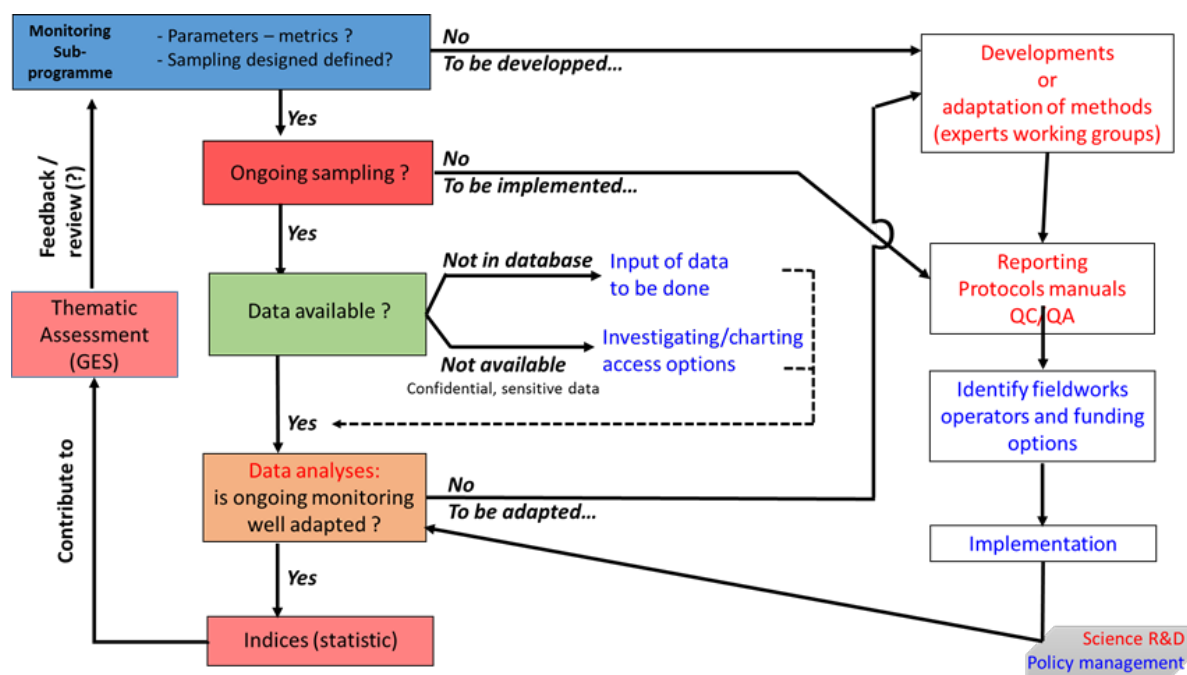 Monitoring
Sub-
programme
- Parameters – metrics ?
- Sampling designed defined?
No
To be developped...
Developments
or
adaptation of methods
(experts working groups)
Yes
Ongoing sampling ?
No
To be implemented...
Feedback /
review (?)
Yes
Not in database
Input of data
to be done
Reporting
Protocols manuals
QC/QA
Data available ?
Thematic
Assessment
(GES)
Not available
Confidential, sensitive data
Investigating/charting
access options
Identify fieldworks
operators and funding
options
Yes
Contribute to
Data analyses:
is ongoing monitoring
well adapted ?
No
To be adapted...
Implementation
Yes
Indices (statistic)
Science R&D
Policy management